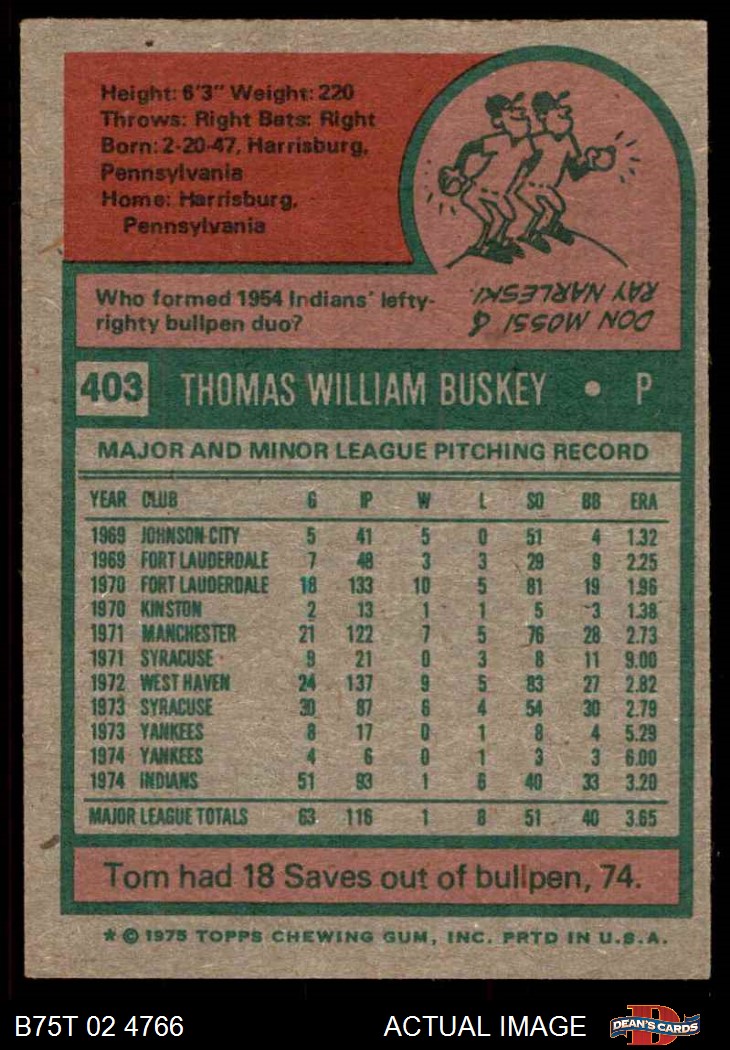 Height: 6'3" Weight: 220
Throws: Right Bats: Right
Born: 2-20-47, Harrisburg,
Pennsylvania
Home: Harrisburg,
Pennsylvania
Who formed 1954 Indians' lefty-
righty bullpen duo?
DON MOSSI &
RAY NARLESKI.
403 THOMAS WILLIAM BUSKEY • P
MAJOR AND MINOR LEAGUE PITCHING RECORD
YEAR CLUB G IP W L SO BB ERA
1969 JOHNSON CITY 5 41 5 0 51 4 1.32
1969 FORT LAUDERDALE 7 48 3 3 29 9 2.25
1970 FORT LAUDERDALE 18 133 10 5 81 19 1.96
1970 KINSTON 2 13 1 1 5 3 1.38
1971 MANCHESTER 21 122 7 5 76 28 2.73
1971 SYRACUSE 9 21 0 3 8 11 9.00
1972 WEST HAVEN 24 137 9 5 83 27 2.82
1973 SYRACUSE 30 87 6 4 54 30 2.79
1973 YANKEES 8 17 0 1 8 4 5.29
1974 YANKEES 4 6 0 1 3 3 6.00
1974 INDIANS 51 93 1 6 40 33 3.20
MAJOR LEAGUE TOTALS 63 116 1 8 51 40 3.65
Tom had 18 Saves out of bullpen, 74.
* © 1975 TOPPS CHEWING GUM, INC. PRTD IN U.S.A.
B75T 02 4766 ACTUAL IMAGE DEAN'S CARDS